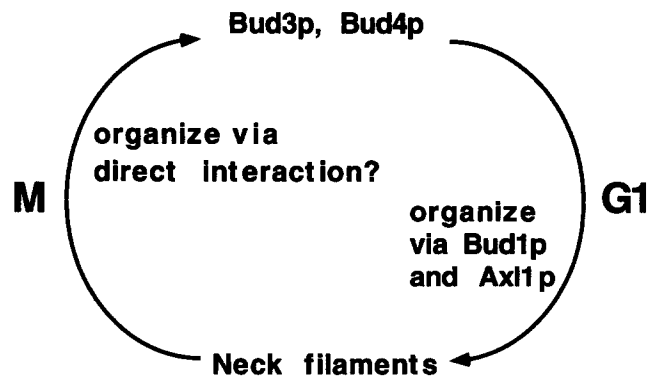 Bud3p, Bud4p
organize via
direct interaction?
M
G1
organize
via Bud1p
and Axl1p
Neck filaments